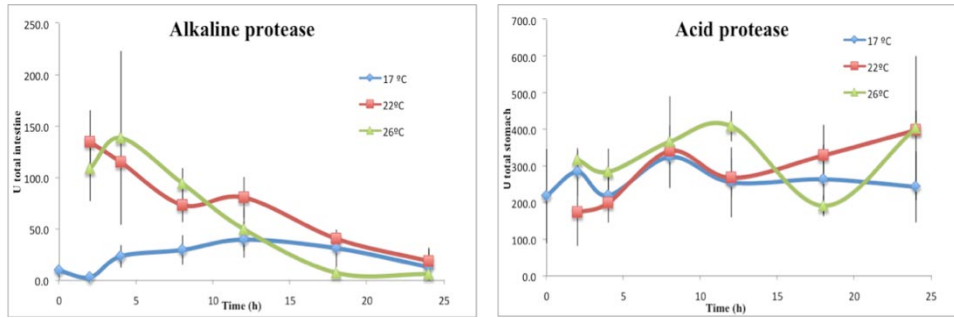 Alkaline protease
250.0
200.0
150.0
100.0
50.0
0.0
U total intestine
17 ºC
22ºC
26ºC
0 5 10 15 20 25
Time (h)
Acid protease
700.0
600.0
500.0
400.0
300.0
200.0
100.0
0.0
U total stomach
17 ºC
22ºC
26ºC
0 5 10 15 20 25
Time (h)